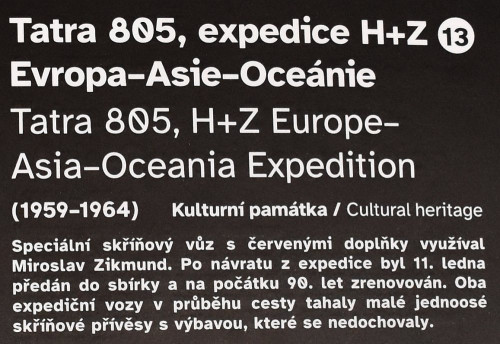 Tatra 805, expedice H+Z 13
Evropa–Asie–Oceánie
Tatra 805, H+Z Europe–
Asia–Oceania Expedition
(1959–1964) Kulturní památka / Cultural heritage
Speciální skříňový vůz s červenými doplňky využíval
Miroslav Zikmund. Po návratu z expedice byl 11. ledna
předán do sbírky a na počátku 90. let zrenovován. Oba
expediční vozy v průběhu cesty tahaly malé jednoosé
skříňové přívěsy s výbavou, které se nedochovaly.